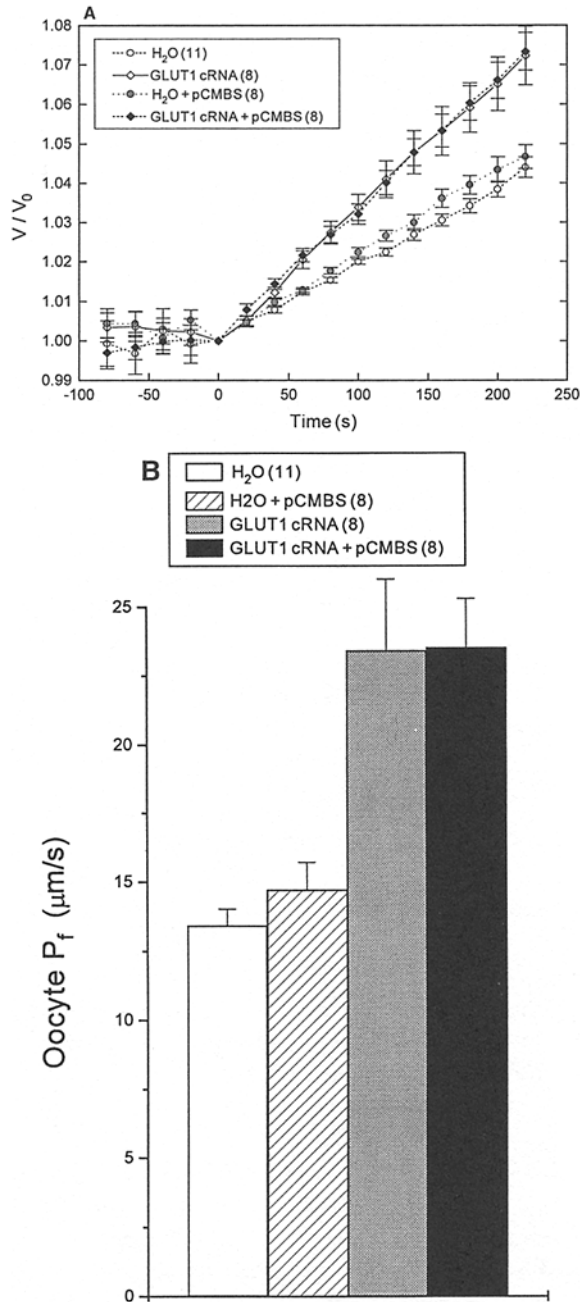 A
H2O (11)
GLUT1 cRNA (8)
H2O + pCMBS (8)
GLUT1 cRNA + pCMBS (8)
V / V0
1.08
1.07
1.06
1.05
1.04
1.03
1.02
1.01
1.00
0.99
-100 -50 0 50 100 150 200 250
Time (s)
B
H2O (11)
H2O + pCMBS (8)
GLUT1 cRNA (8)
GLUT1 cRNA + pCMBS (8)
Oocyte Pf (μm/s)
25
20
15
10
5
0